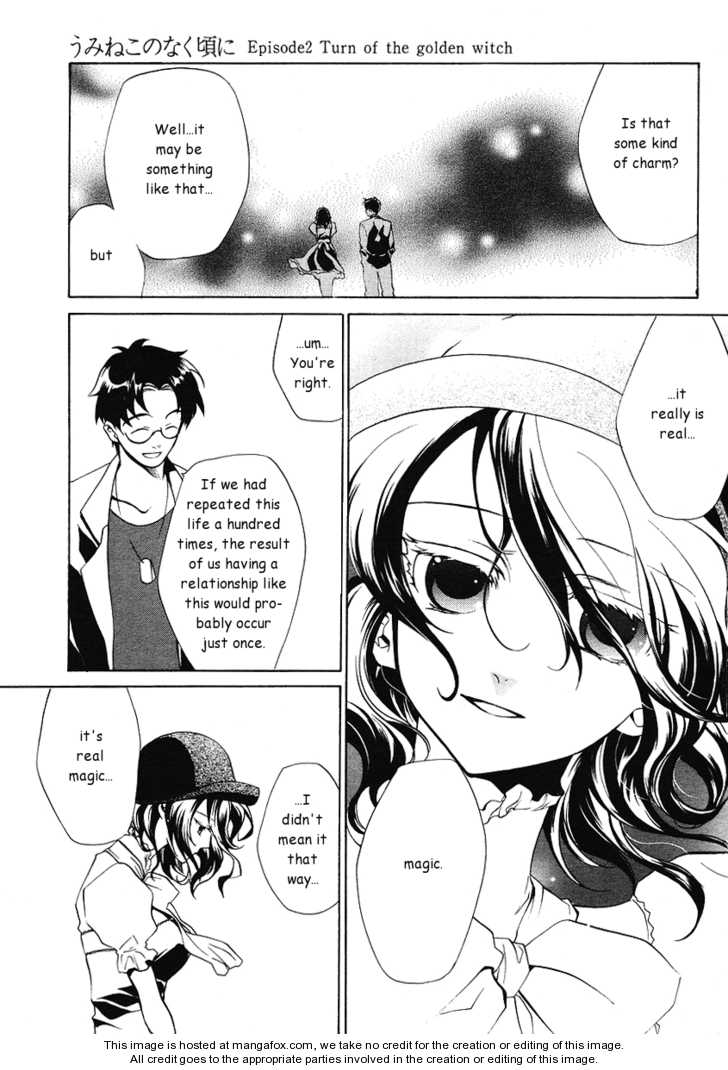 うみねこのなく頃に Episode2 Turn of the golden witch
Is that
some kind
of charm?
Well...it
may be
something
like that...
but
...it
really is
real...
magic.
...um...
You're
right.
If we had
repeated this
life a hundred
times, the result
of us having a
relationship like
this would pro-
bably occur
just once.
...I
didn't
mean it
that
way...
it's
real
magic...
This image is hosted at mangafox.com, we take no credit for the creation or editing of this image.
All credit goes to the appropriate parties involved in the creation or editing of this image.